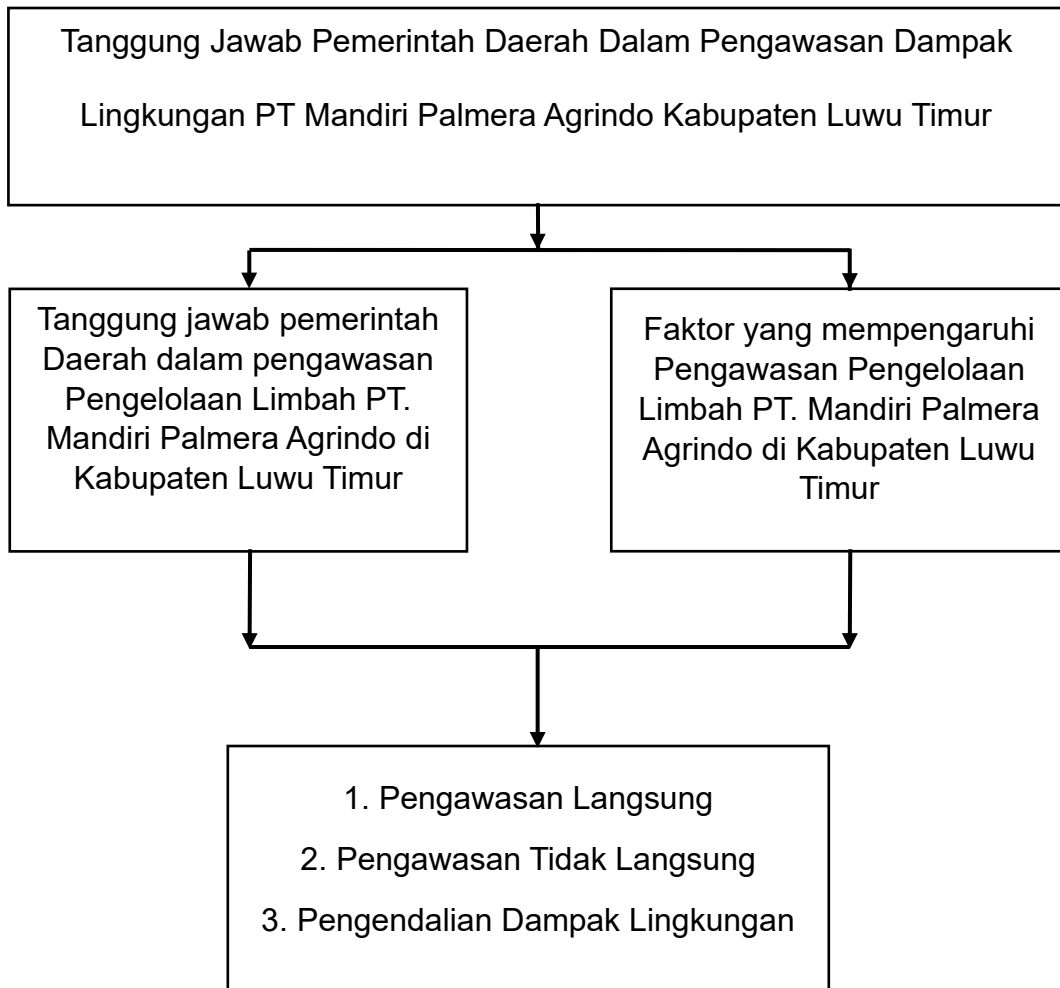 Tanggung Jawab Pemerintah Daerah Dalam Pengawasan Dampak
Lingkungan PT Mandiri Palmera Agrindo Kabupaten Luwu Timur
Tanggung jawab pemerintah
Daerah dalam pengawasan
Pengelolaan Limbah PT.
Mandiri Palmera Agrindo di
Kabupaten Luwu Timur
Faktor yang mempengaruhi
Pengawasan Pengelolaan
Limbah PT. Mandiri Palmera
Agrindo di Kabupaten Luwu
Timur
1. Pengawasan Langsung
2. Pengawasan Tidak Langsung
3. Pengendalian Dampak Lingkungan